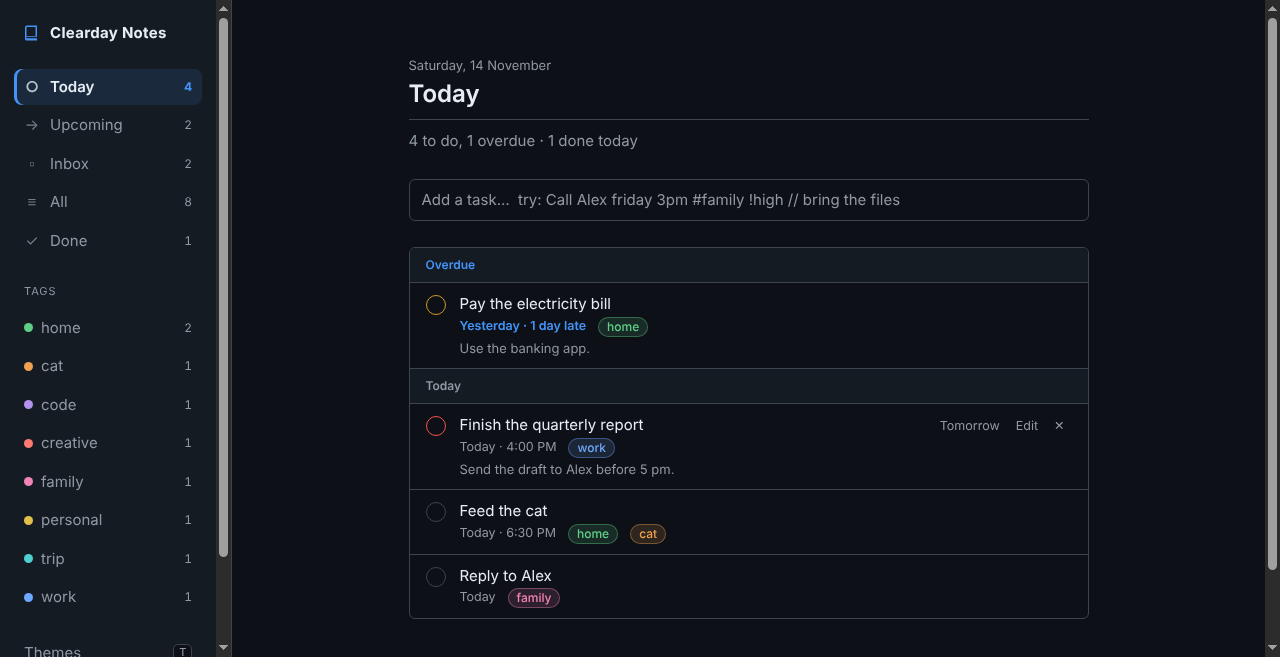 Clearday Notes
Today 4
Upcoming 2
Inbox 2
All 8
Done 1
TAGS
home 2
cat 1
code 1
creative 1
family 1
personal 1
trip 1
work 1
Themes T
Saturday, 14 November
Today
4 to do, 1 overdue · 1 done today
Add a task... try: Call Alex friday 3pm #family !high // bring the files
Overdue
Pay the electricity bill
Yesterday · 1 day late home
Use the banking app.
Today
Finish the quarterly report Tomorrow Edit ✕
Today · 4:00 PM work
Send the draft to Alex before 5 pm.
Feed the cat
Today · 6:30 PM home cat
Reply to Alex
Today family